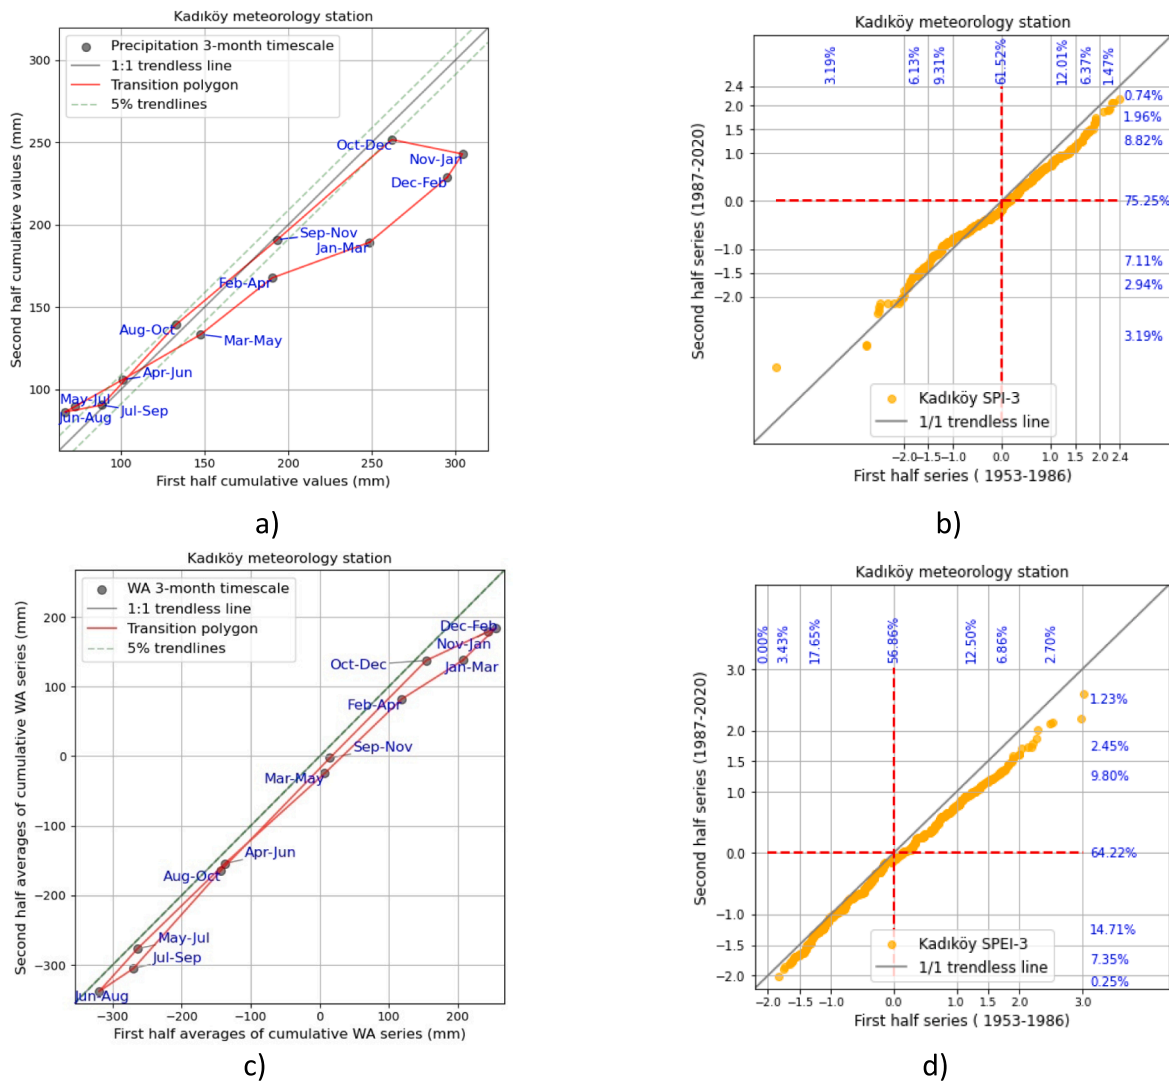 Kadıköy meteorology station
Precipitation 3-month timescale
1:1 trendless line
Transition polygon
5% trendlines
300
250
200
150
100
Second half cumulative values (mm)
Oct-Dec
Nov-Jan
Dec-Feb
Sep-Nov
Jan-Mar
Feb-Apr
Aug-Oct
Mar-May
Apr-Jun
May-Jul
Jul-Sep
Jun-Aug
100 150 200 250 300
First half cumulative values (mm)
a)
Kadıköy meteorology station
3.19% 6.13% 9.31% 61.52% 12.01% 6.37% 1.47%
2.4
2.0
1.5
1.0
0.0
−1.0
−1.5
−2.0
Second half series (1987-2020)
0.74%
1.96%
8.82%
75.25%
7.11%
2.94%
3.19%
Kadıköy SPI-3
1/1 trendless line
−2.0 −1.5 −1.0 0.0 1.0 1.5 2.0 2.4
First half series ( 1953-1986)
b)
Kadıköy meteorology station
WA 3-month timescale
1:1 trendless line
Transition polygon
5% trendlines
200
100
0
−100
−200
−300
Second half averages of cumulative WA series (mm)
Dec-Feb
Nov-Jan
Oct-Dec
Jan-Mar
Feb-Apr
Sep-Nov
Mar-May
Apr-Jun
Aug-Oct
May-Jul
Jul-Sep
Jun-Aug
−300 −200 −100 0 100 200
First half averages of cumulative WA series (mm)
c)
Kadıköy meteorology station
0.00% 3.43% 17.65% 56.86% 12.50% 6.86% 2.70%
3.0
2.0
1.5
1.0
0.0
−1.0
−1.5
−2.0
Second half series (1987-2020)
1.23%
2.45%
9.80%
64.22%
14.71%
7.35%
0.25%
Kadıköy SPEI-3
1/1 trendless line
−2.0 −1.5 −1.0 0.0 1.0 1.5 2.0 3.0
First half series ( 1953-1986)
d)